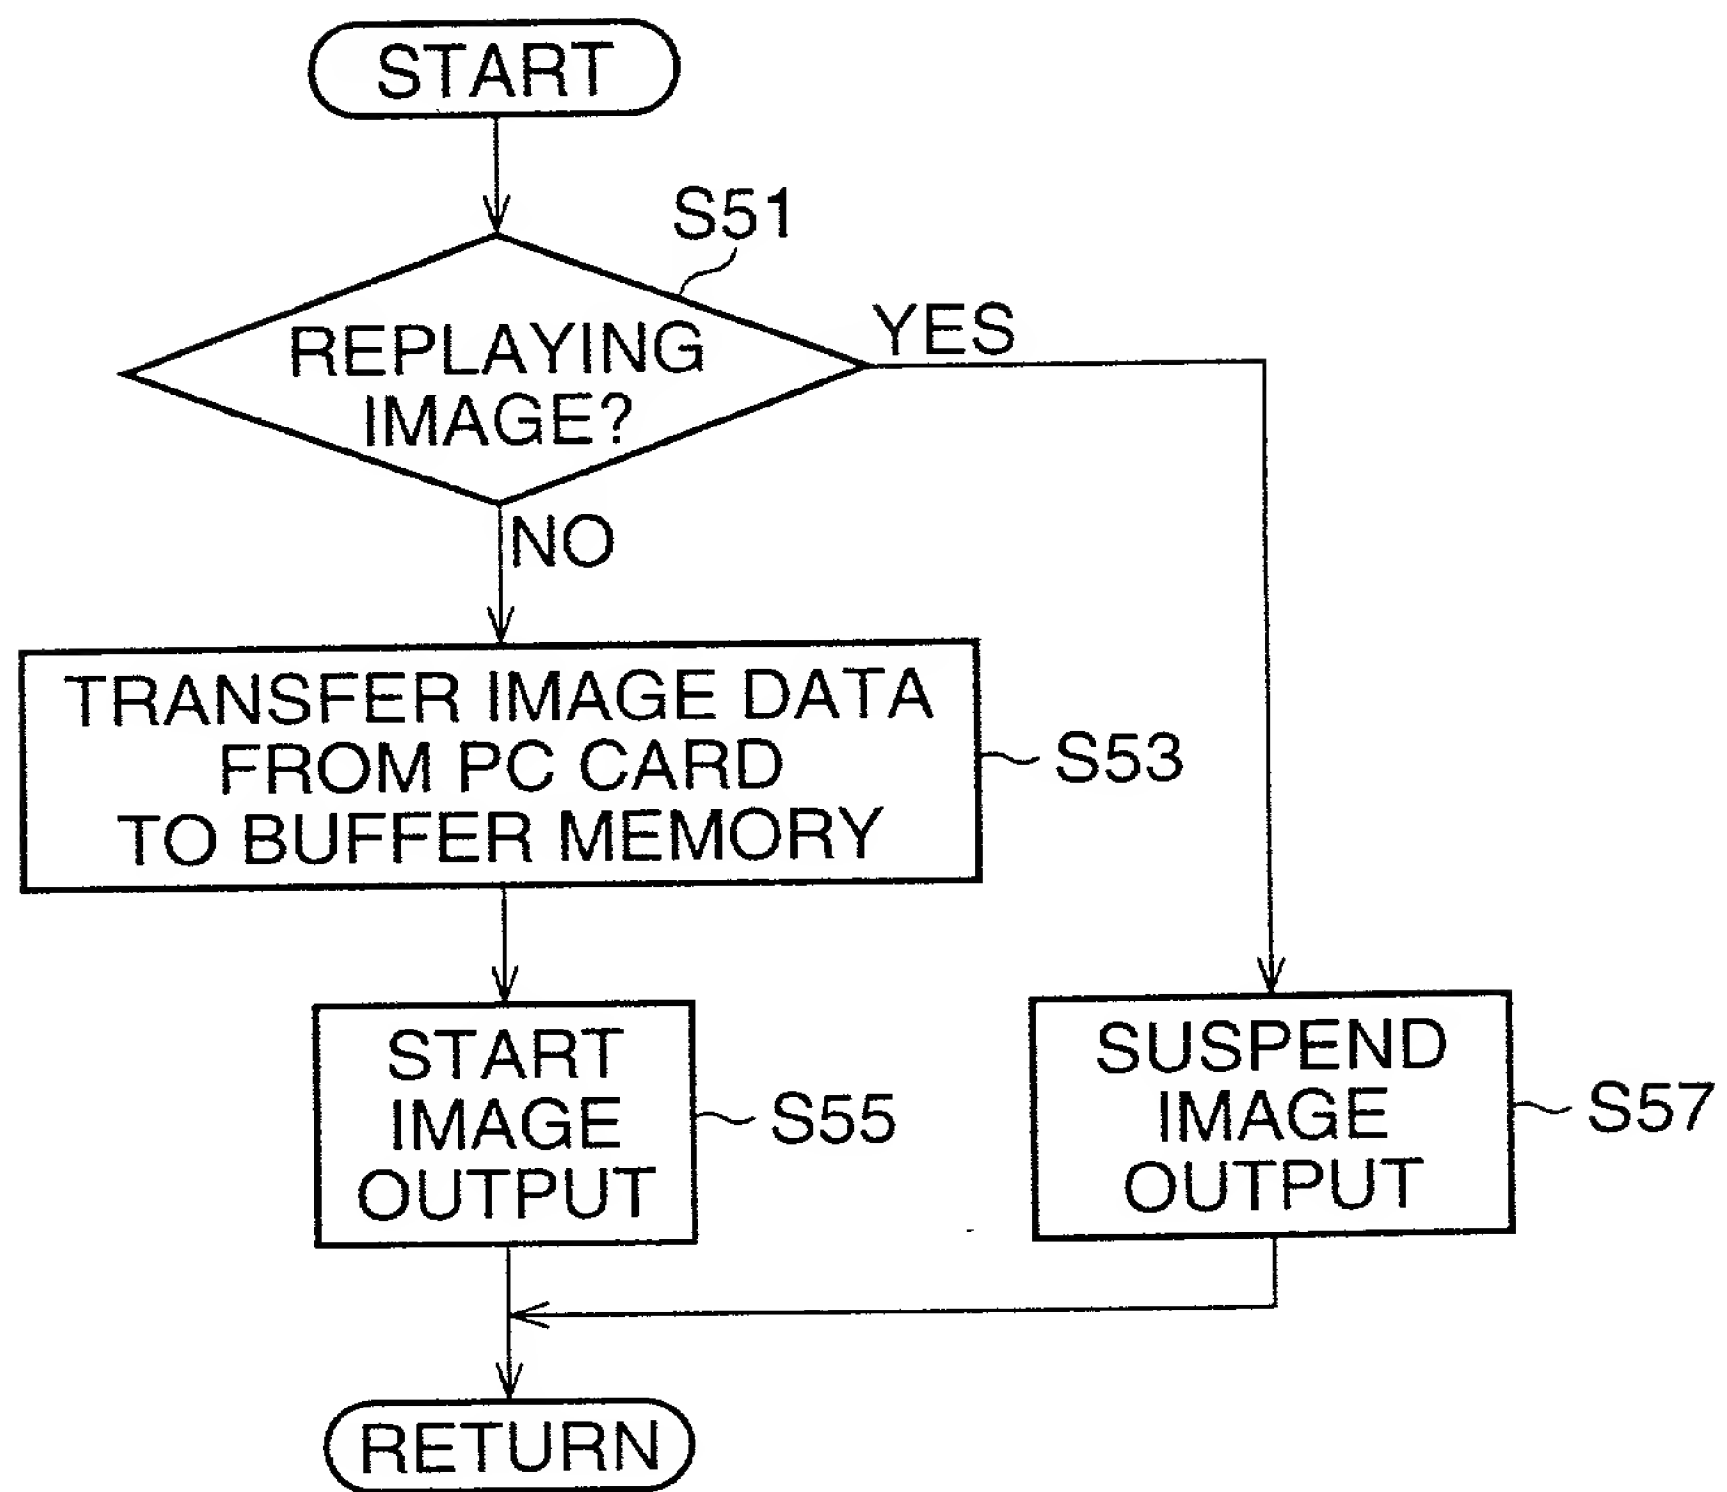 START
S51
REPLAYING
IMAGE?
YES
NO
TRANSFER IMAGE DATA
FROM PC CARD
TO BUFFER MEMORY
S53
START
IMAGE
OUTPUT
S55
SUSPEND
IMAGE
OUTPUT
S57
RETURN